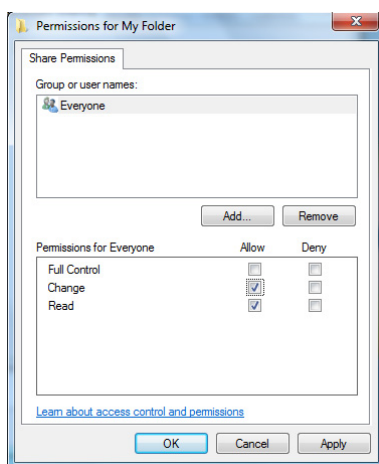 Permissions for My Folder
Share Permissions
Group or user names:
Everyone
Add...
Remove
Permissions for Everyone Allow Deny
Full Control
Change
Read
Learn about access control and permissions
OK
Cancel
Apply